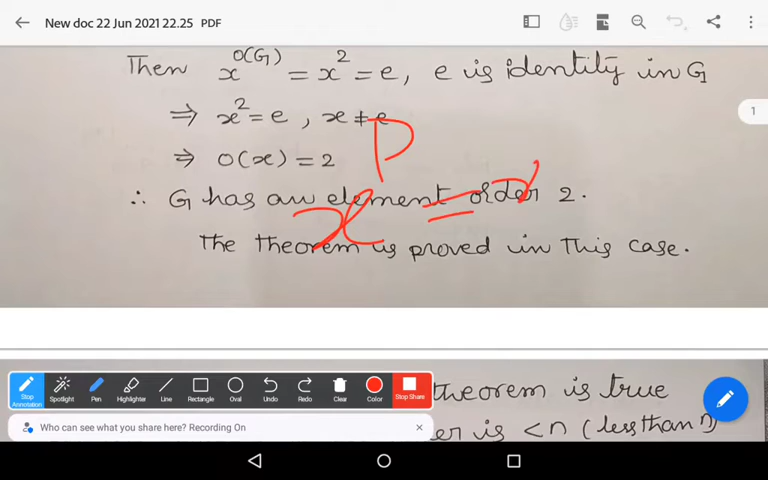 New doc 22 Jun 2021 22.25 PDF
Then x^O(G) = x^2 = e, e is identity in G
1
⇒ x^2 = e, x ≠ e
⇒ O(x) = 2
∴ G has an element order 2.
x^p =
The theorem is proved in this case.
theorem is true
er is < n (less than n)
Stop Annotation Spotlight Pen Highlighter Line Rectangle Oval Undo Redo Clear Color Stop Share
Who can see what you share here? Recording On